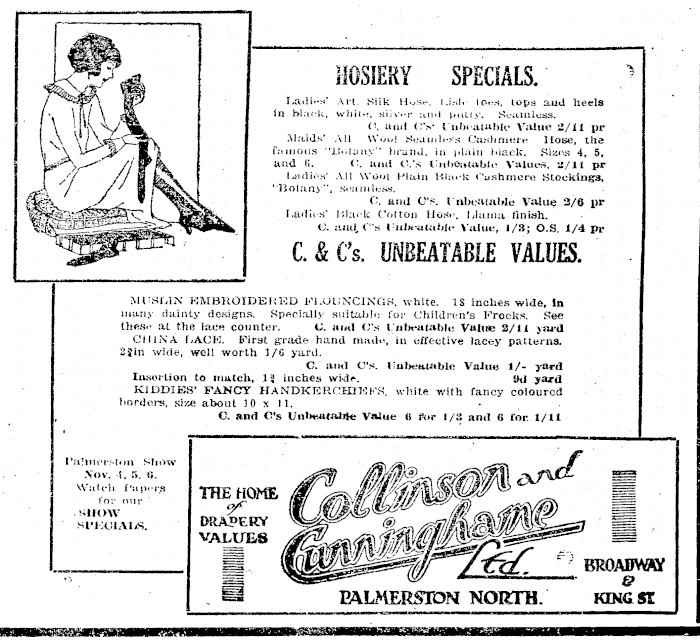 HOSIERY SPECIALS.
Ladies' Art. Silk Hose, Lisle toes, tops and heels
in black, white, silver and putty. Seamless.
C. and C's Unbeatable Value 2/11 pr
Maids' All Wool Seamless Cashmere Hose, the
famous "Botany" brand, in plain black. Sizes 4, 5,
and 6. C. and C.'s Unbeatable Values, 2/11 pr
Ladies' All Wool Plain Black Cashmere Stockings,
"Botany", seamless.
C. and C's. Unbeatable Value 2/6 pr
Ladies' Black Cotton Hose, Llama finish.
C. and C's Unbeatable Value, 1/3; O.S. 1/4 pr
C. & C's. UNBEATABLE VALUES.
MUSLIN EMBROIDERED FLOUNCINGS, white. 18 inches wide, in
many dainty designs. Specially suitable for Children's Frocks. See
these at the lace counter. C. and C's Unbeatable Value 2/11 yard
CHINA LACE. First grade hand made, in effective lacey patterns.
2¾in wide, well worth 1/6 yard.
C. and C's. Unbeatable Value 1/- yard
Insertion to match, 1¾ inches wide. 9d yard
KIDDIES' FANCY HANDKERCHIEFS, white with fancy coloured
borders, size about 10 x 11.
C. and C's Unbeatable Value 6 for 1/3 and 6 for 1/11
Palmerston Show
Nov. 4, 5, 6.
Watch Papers
for our
SHOW
SPECIALS.
THE HOME
of
DRAPERY
VALUES
Collinson and
Cunninghame
Ltd.
PALMERSTON NORTH.
BROADWAY
&
KING ST.